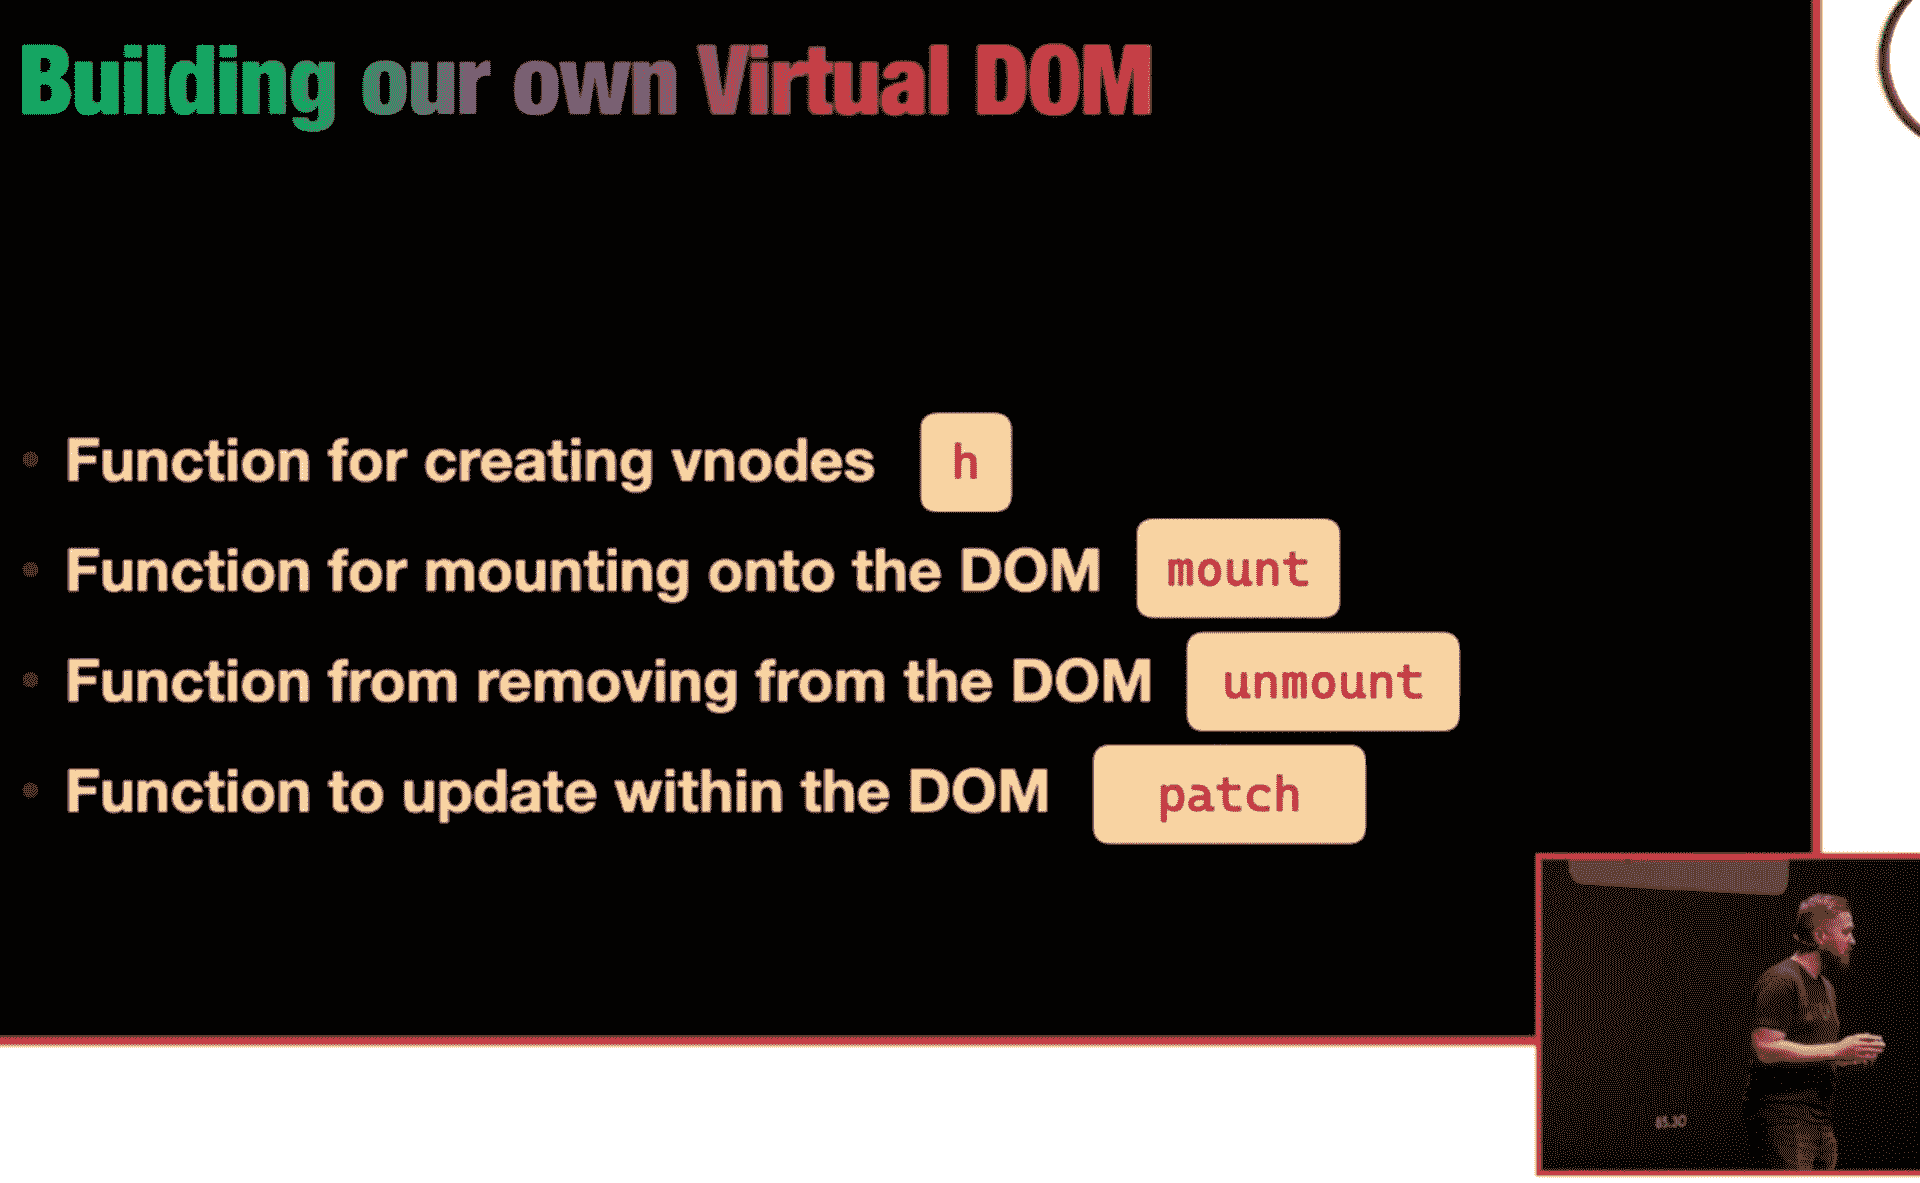 Building our own Virtual DOM
Function for creating vnodes h
Function for mounting onto the DOM mount
Function from removing from the DOM unmount
Function to update within the DOM patch